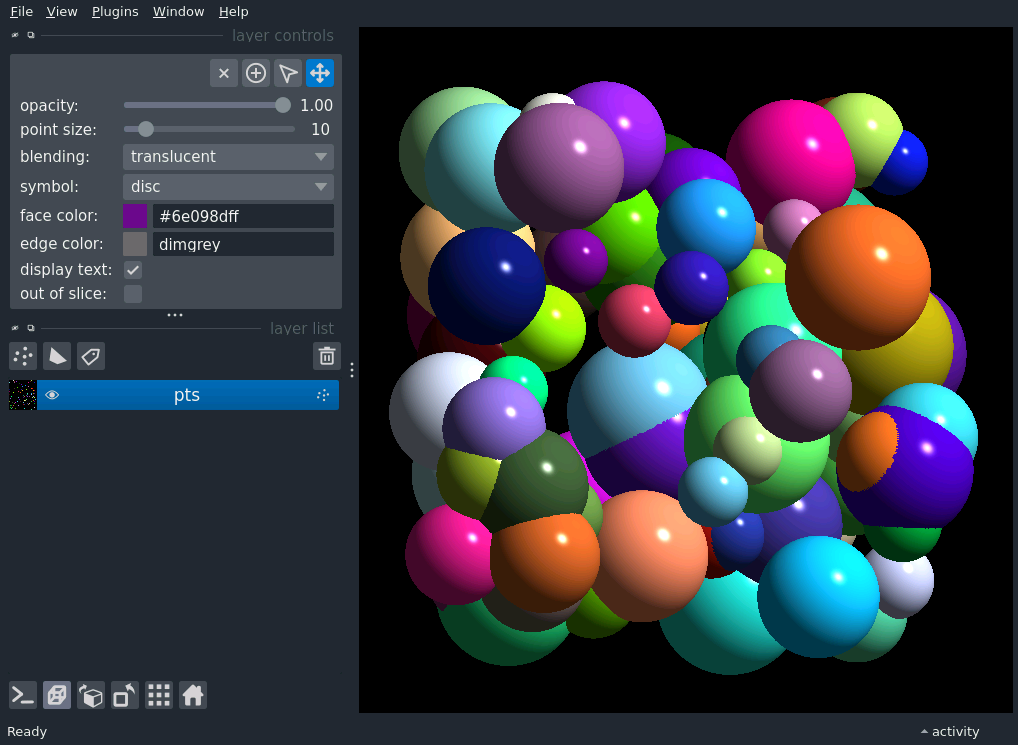 File View Plugins Window Help
layer controls
opacity: 1.00
point size: 10
blending: translucent
symbol: disc
face color: #6e098dff
edge color: dimgrey
display text:
out of slice:
layer list
pts
Ready
activity